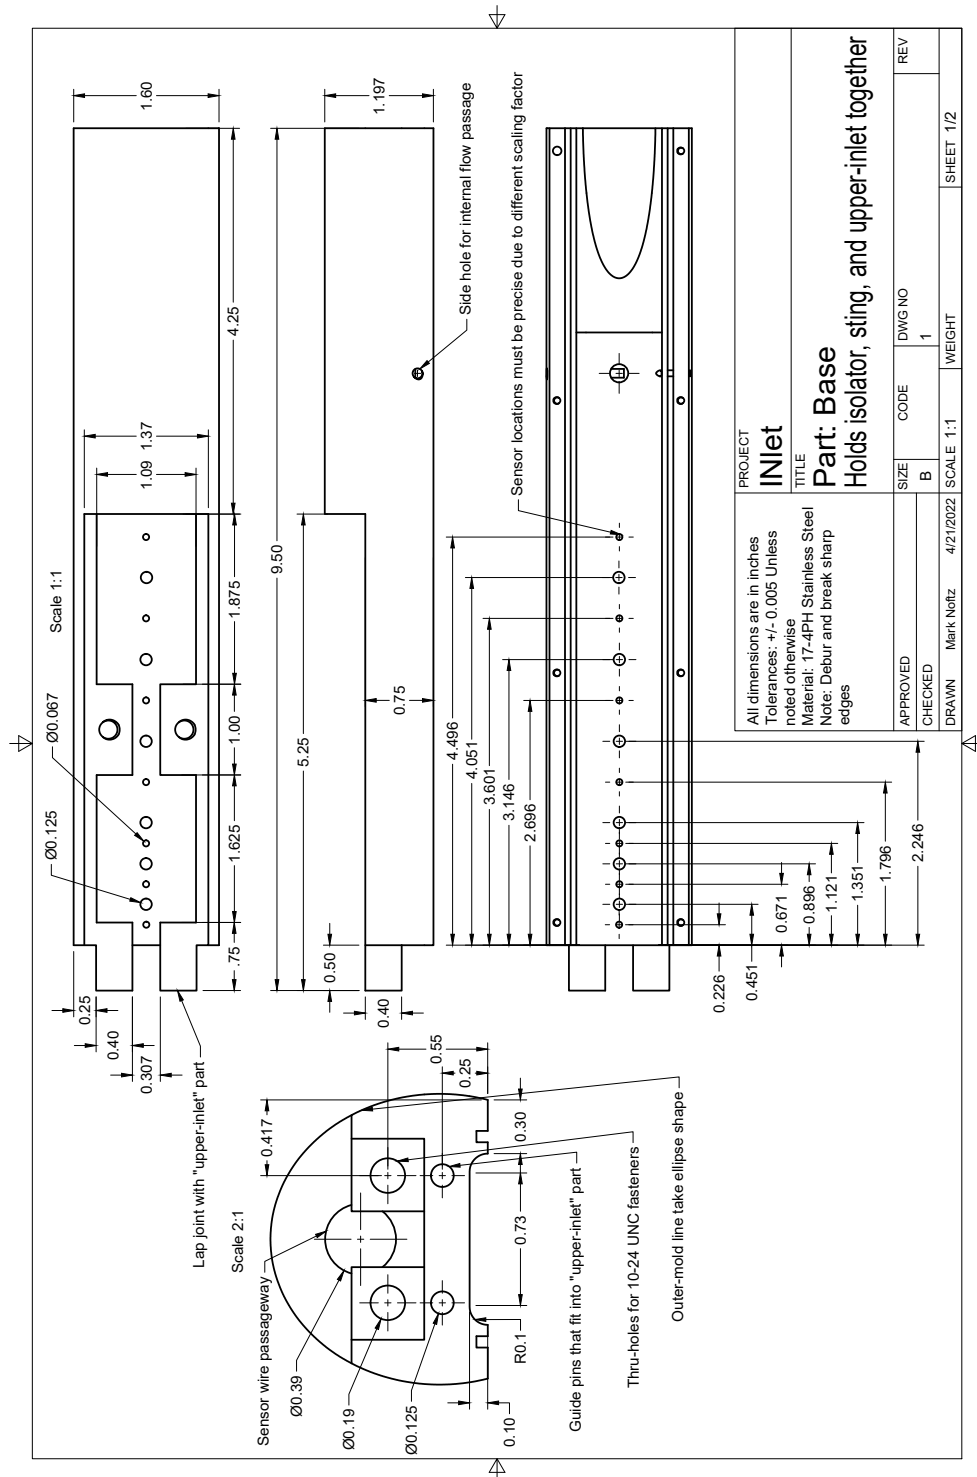 1.60
4.25
1.37
1.09
Scale 1:1
1.875
1.00
1.625
.75
Ø0.067
Ø0.125
0.25
0.40
0.307
Lap joint with "upper-inlet" part
1.197
9.50
5.25
0.75
0.50
0.40
Side hole for internal flow passage
Sensor locations must be precise due to different scaling factor
4.496
4.051
3.601
3.146
2.696
0.226
0.451
0.671
0.896
1.121
1.351
1.796
2.246
Scale 2:1
Sensor wire passageway
Ø0.39
Ø0.19
Ø0.125
0.10
R0.1
0.73
0.30
0.417
0.55
0.25
Guide pins that fit into "upper-inlet" part
Thru-holes for 10-24 UNC fasteners
Outer-mold line take ellipse shape
All dimensions are in inches
Tolerances: +/- 0.005 Unless
noted otherwise
Material: 17-4PH Stainless Steel
Note: Debur and break sharp
edges
PROJECT
INlet
TITLE
Part: Base
Holds isolator, sting, and upper-inlet together
APPROVED
CHECKED
DRAWN Mark Noftz 4/21/2022
SIZE CODE DWG NO REV
B 1
SCALE 1:1 WEIGHT SHEET 1/2